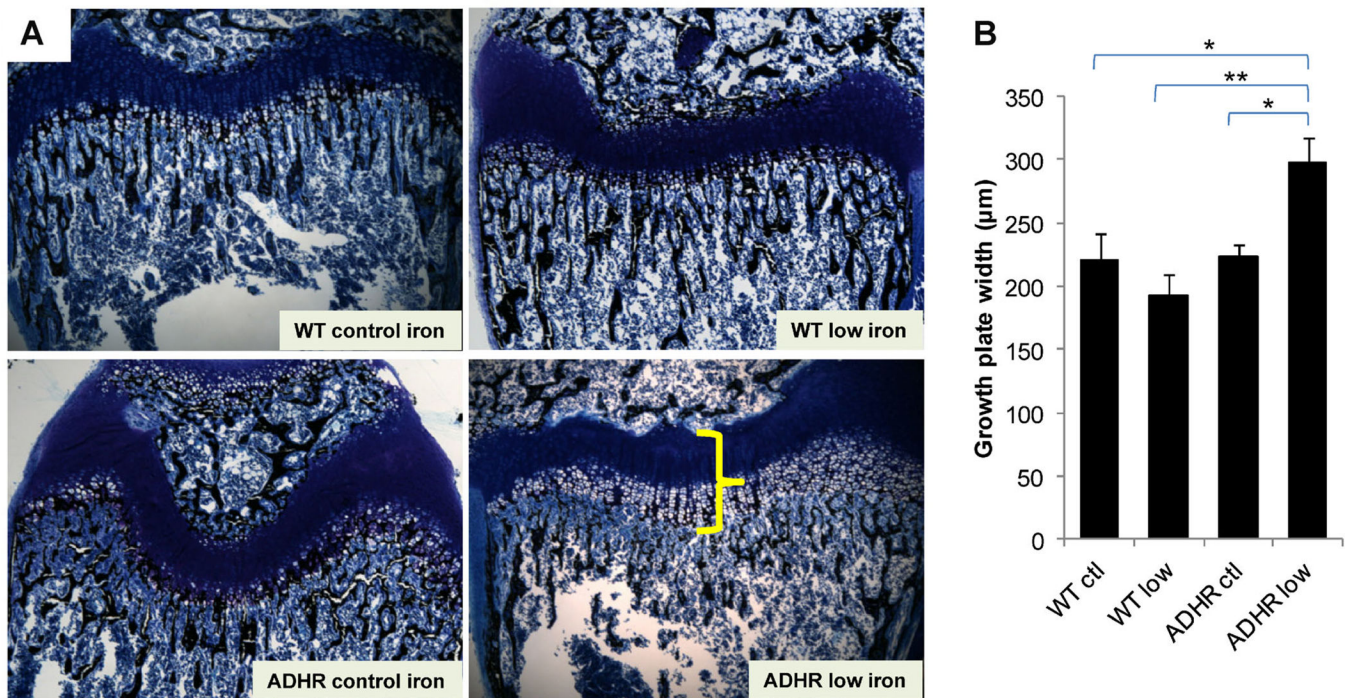 A
WT control iron
WT low iron
ADHR control iron
ADHR low iron
B
*
**
*
Growth plate width (µm)
350
300
250
200
150
100
50
0
WT ctl
WT low
ADHR ctl
ADHR low